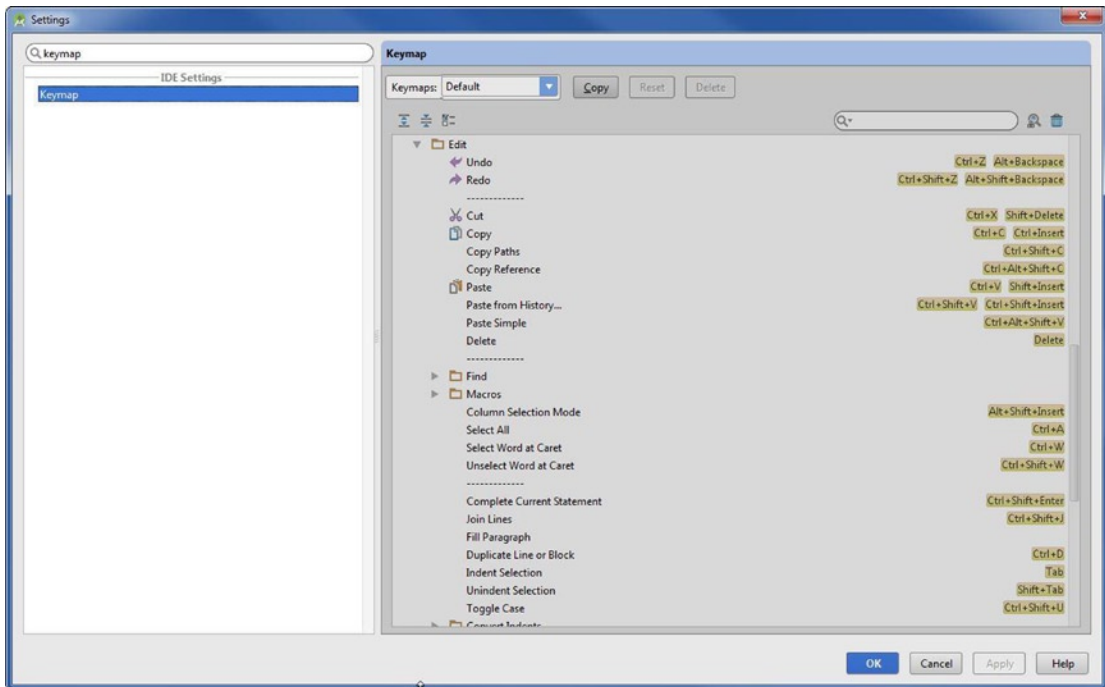 Settings
keymap
IDE Settings
Keymap
Keymap
Keymaps: Default Copy Reset Delete
Edit
Undo Ctrl+Z Alt+Backspace
Redo Ctrl+Shift+Z Alt+Shift+Backspace
-------------
Cut Ctrl+X Shift+Delete
Copy Ctrl+C Ctrl+Insert
Copy Paths Ctrl+Shift+C
Copy Reference Ctrl+Alt+Shift+C
Paste Ctrl+V Shift+Insert
Paste from History... Ctrl+Shift+V Ctrl+Shift+Insert
Paste Simple Ctrl+Alt+Shift+V
Delete Delete
-------------
Find
Macros
Column Selection Mode Alt+Shift+Insert
Select All Ctrl+A
Select Word at Caret Ctrl+W
Unselect Word at Caret Ctrl+Shift+W
-------------
Complete Current Statement Ctrl+Shift+Enter
Join Lines Ctrl+Shift+J
Fill Paragraph
Duplicate Line or Block Ctrl+D
Indent Selection Tab
Unindent Selection Shift+Tab
Toggle Case Ctrl+Shift+U
Convert Indents
OK Cancel Apply Help